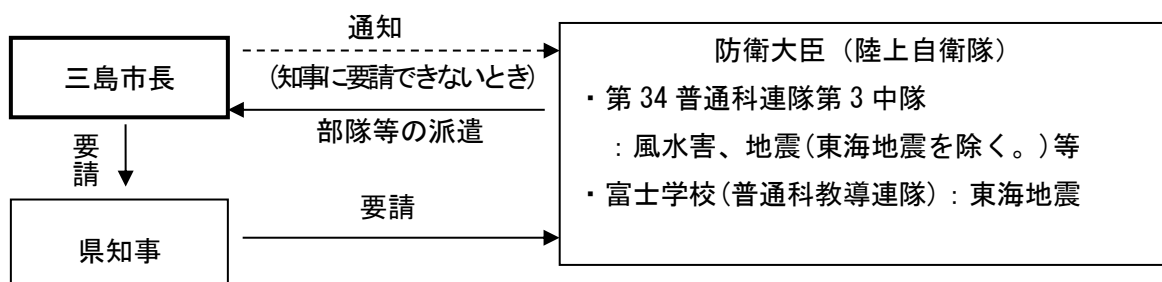 通知
三島市長
(知事に要請できないとき)
部隊等の派遣
要請
県知事
要請
防衛大臣（陸上自衛隊）
・第34普通科連隊第3中隊
：風水害、地震(東海地震を除く。)等
・富士学校(普通科教導連隊)：東海地震